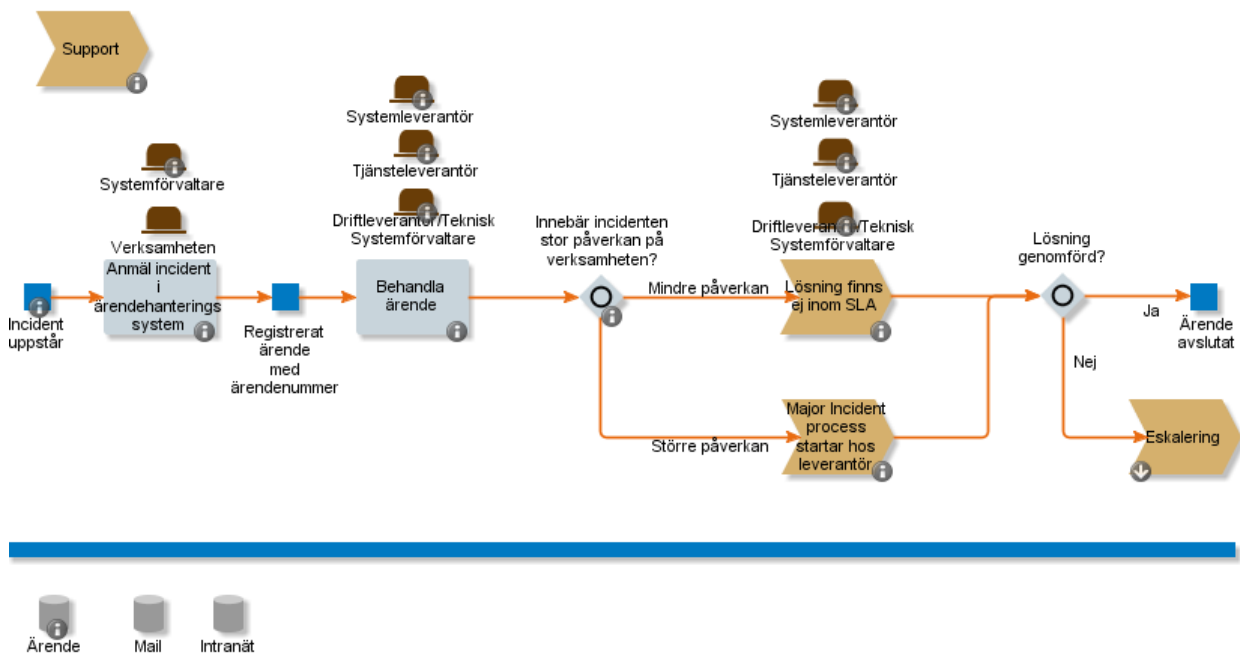 Support
Systemförvaltare
Verksamheten
Incident
uppstår
Anmäl incident
i
ärendehanterings
system
Registrerat
ärende
med
ärendenummer
Systemleverantör
Tjänsteleverantör
Driftleverantör/Teknisk
Systemförvaltare
Behandla
ärende
Innebär incidenten
stor påverkan på
verksamheten?
Mindre påverkan
Större påverkan
Systemleverantör
Tjänsteleverantör
Driftleverantör/Teknisk
Systemförvaltare
Lösning finns
ej inom SLA
Major Incident
process
startar hos
leverantör
Lösning
genomförd?
Ja
Nej
Ärende
avslutat
Eskalering
Ärende
Mail
Intranät